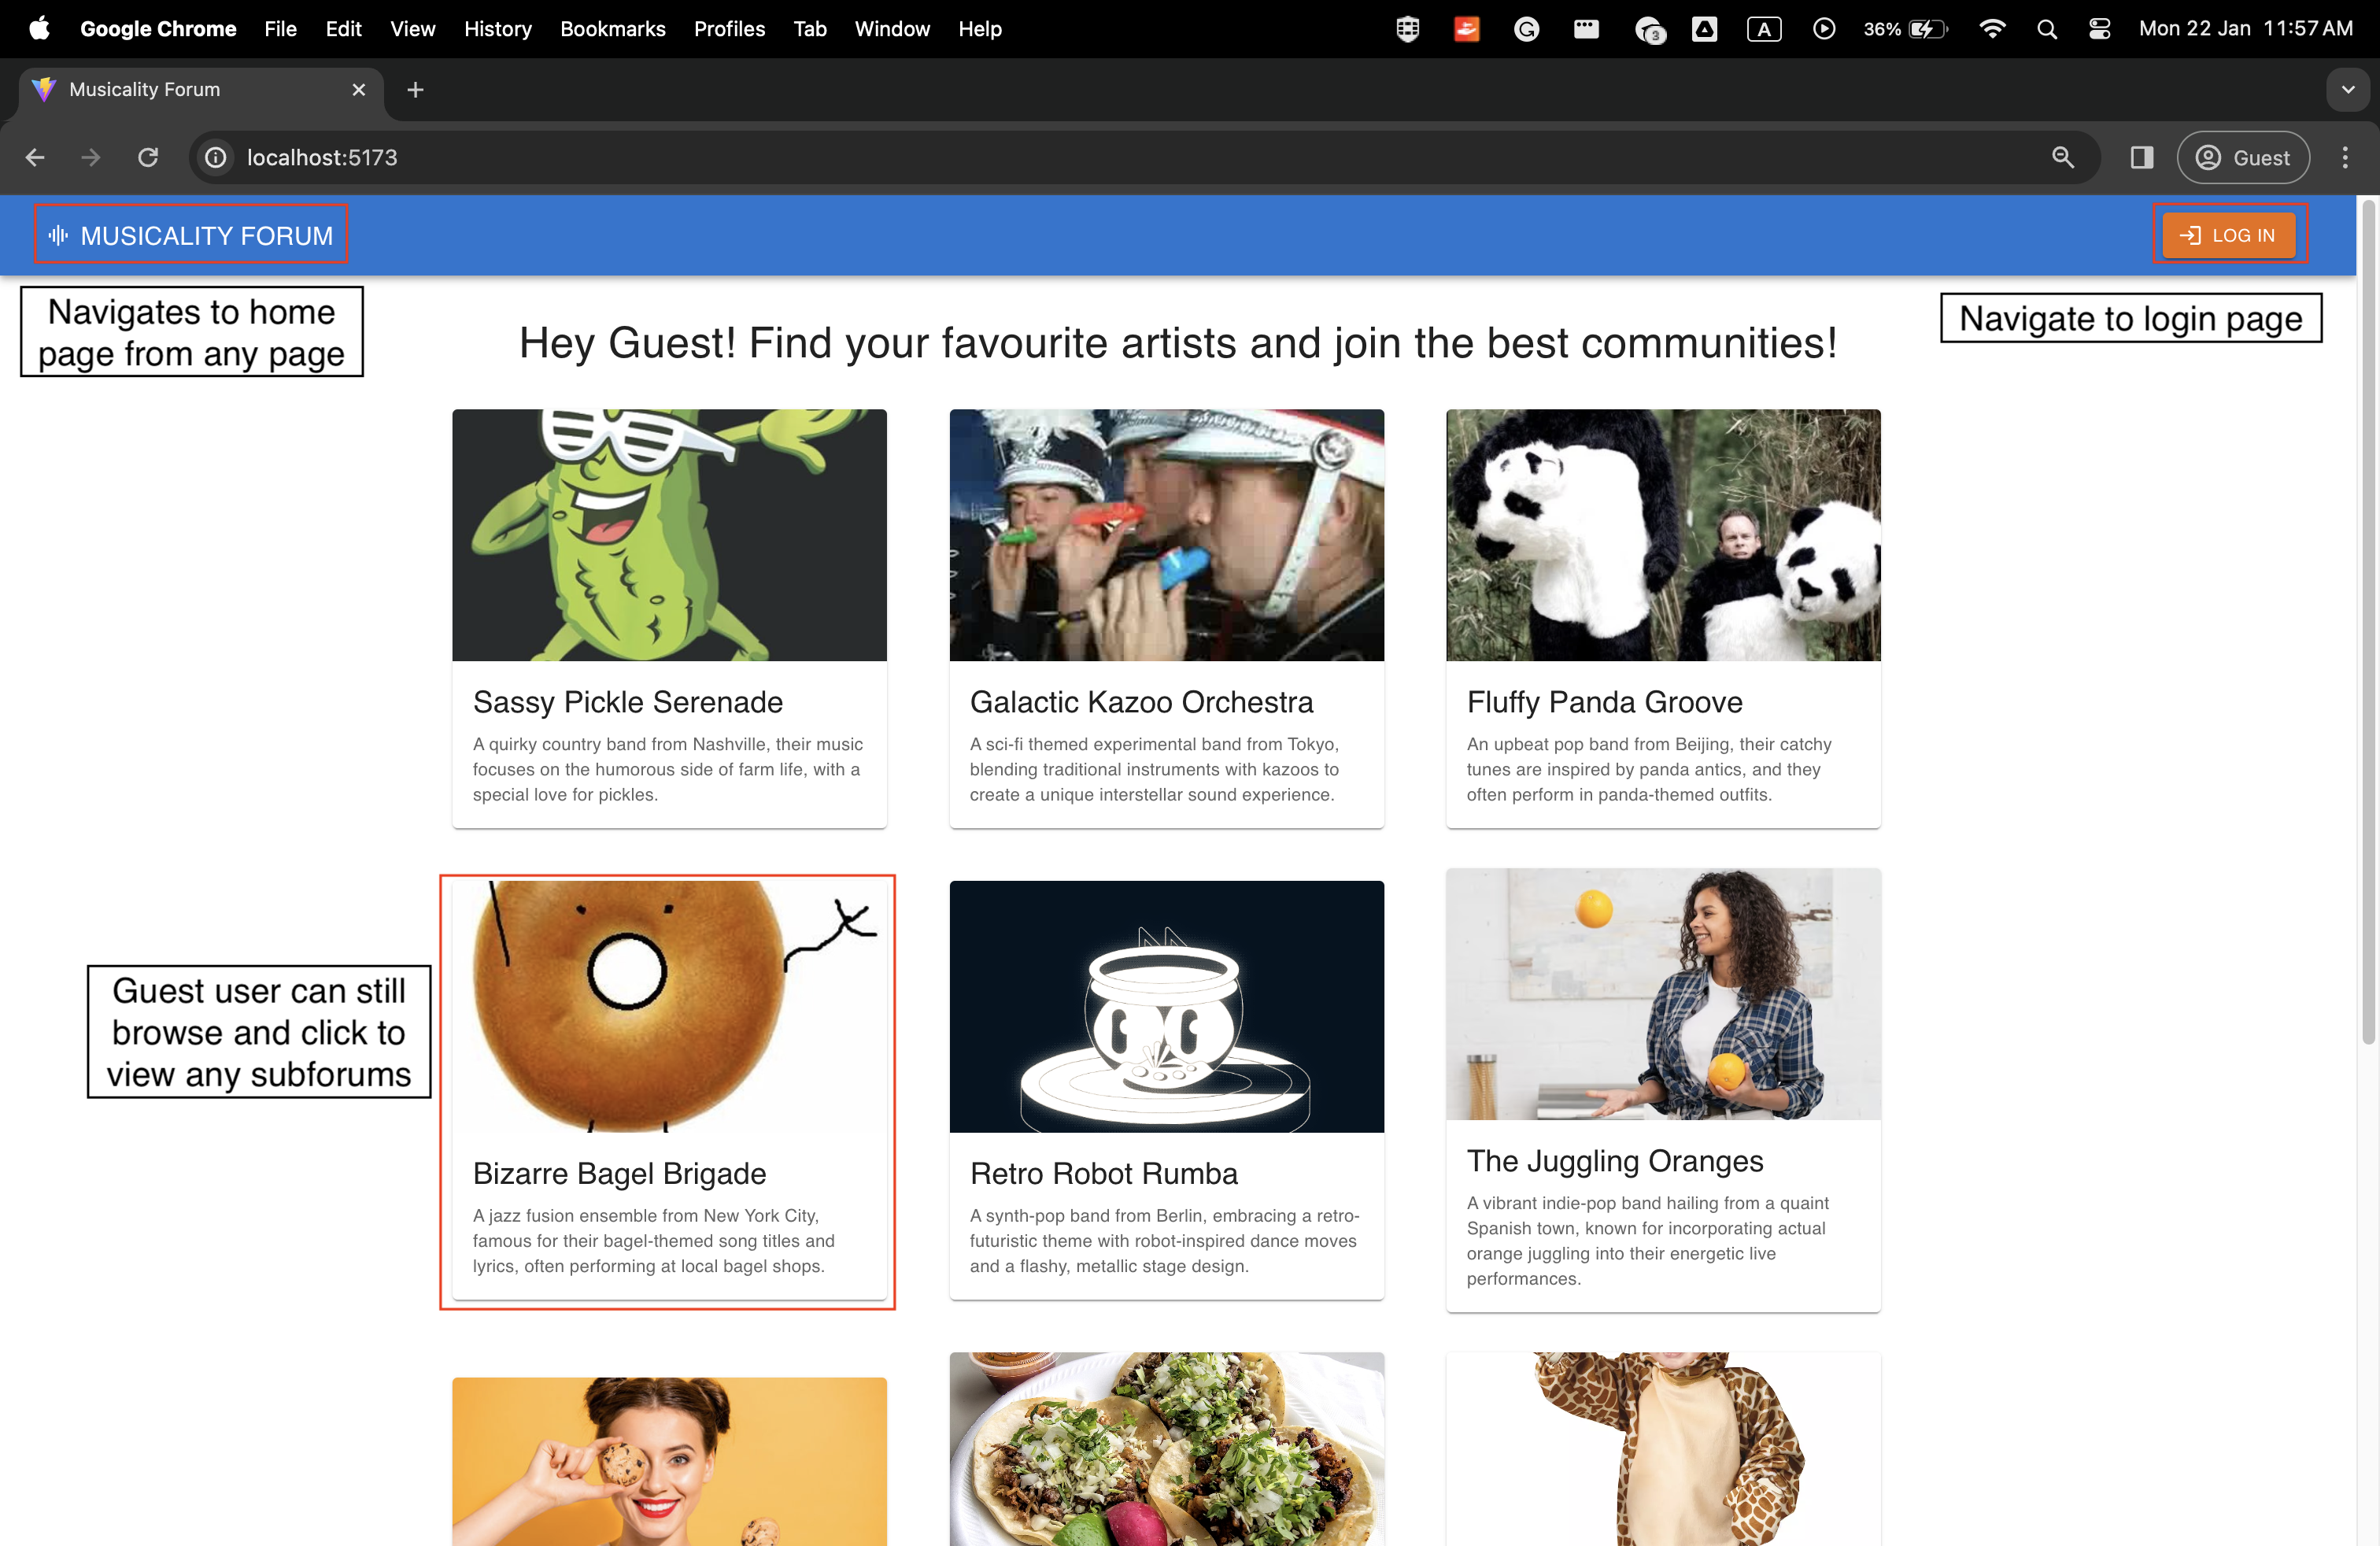 Google Chrome File Edit View History Bookmarks Profiles Tab Window Help 3 A 36% Mon 22 Jan 11:57 AM
Musicality Forum
localhost:5173 Guest
MUSICALITY FORUM LOG IN
Navigates to home
page from any page
Navigate to login page
Hey Guest! Find your favourite artists and join the best communities!
Sassy Pickle Serenade
A quirky country band from Nashville, their music
focuses on the humorous side of farm life, with a
special love for pickles.
Galactic Kazoo Orchestra
A sci-fi themed experimental band from Tokyo,
blending traditional instruments with kazoos to
create a unique interstellar sound experience.
Fluffy Panda Groove
An upbeat pop band from Beijing, their catchy
tunes are inspired by panda antics, and they
often perform in panda-themed outfits.
Guest user can still
browse and click to
view any subforums
Bizarre Bagel Brigade
A jazz fusion ensemble from New York City,
famous for their bagel-themed song titles and
lyrics, often performing at local bagel shops.
Retro Robot Rumba
A synth-pop band from Berlin, embracing a retro-
futuristic theme with robot-inspired dance moves
and a flashy, metallic stage design.
The Juggling Oranges
A vibrant indie-pop band hailing from a quaint
Spanish town, known for incorporating actual
orange juggling into their energetic live
performances.